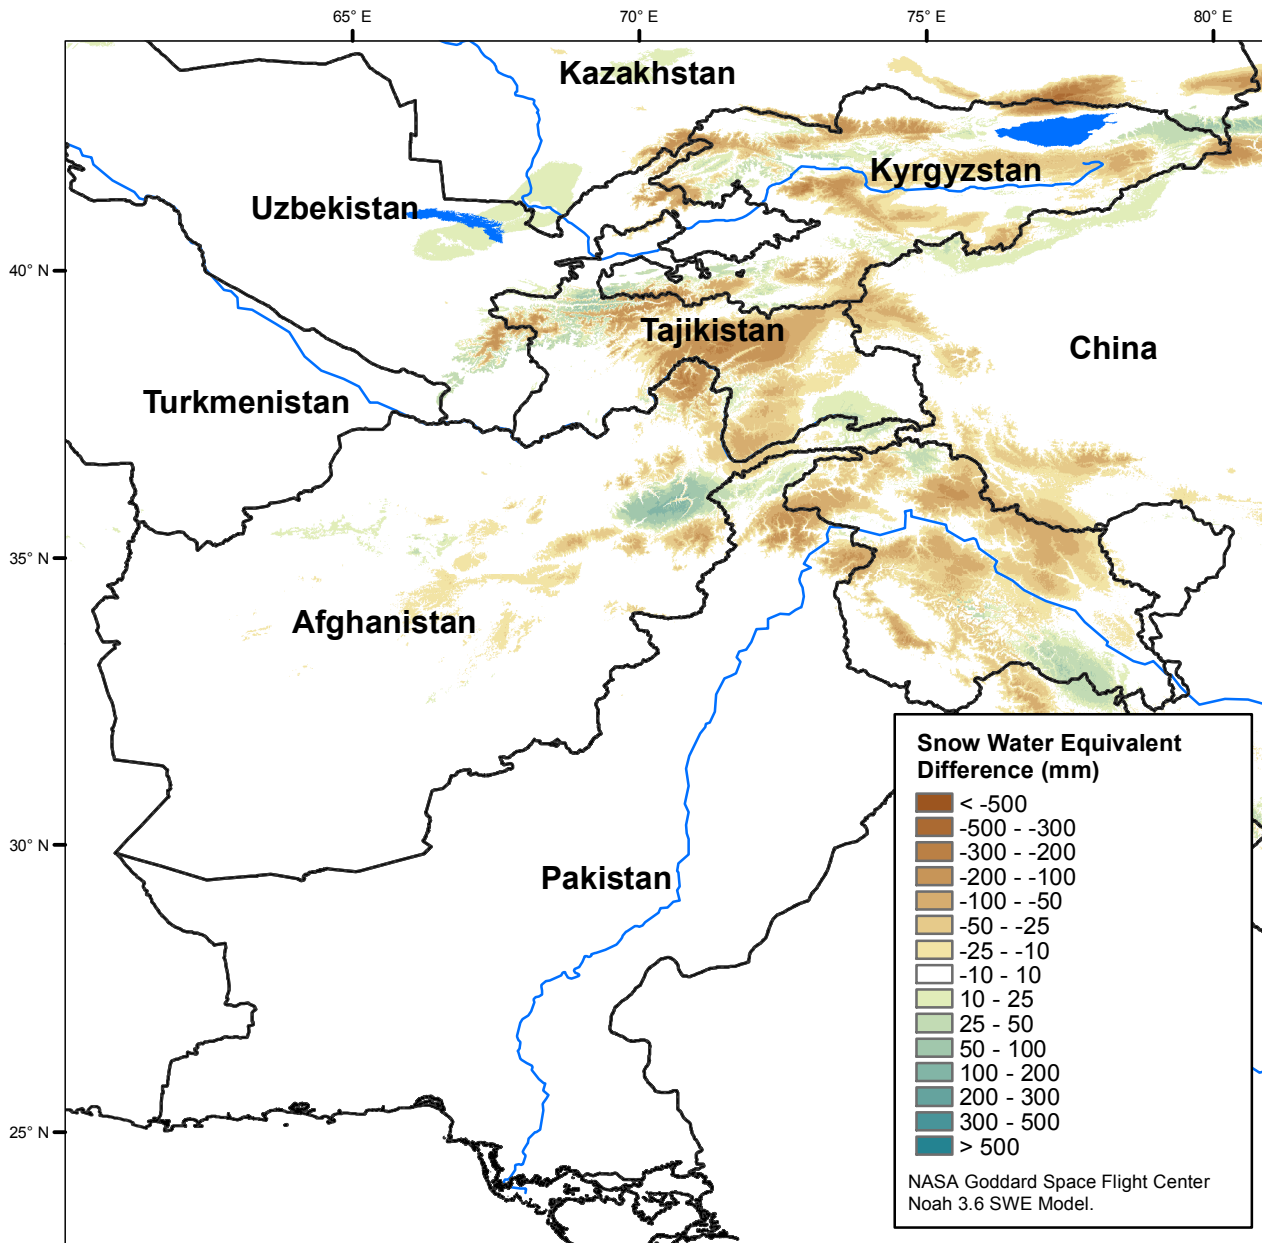 65° E
70° E
75° E
80° E
Kazakhstan
Kyrgyzstan
Uzbekistan
40° N
Tajikistan
China
Turkmenistan
35° N
Afghanistan
30° N
Pakistan
25° N
Snow Water Equivalent
Difference (mm)
< -500
-500 - -300
-300 - -200
-200 - -100
-100 - -50
-50 - -25
-25 - -10
-10 - 10
10 - 25
25 - 50
50 - 100
100 - 200
200 - 300
300 - 500
> 500
NASA Goddard Space Flight Center
Noah 3.6 SWE Model.